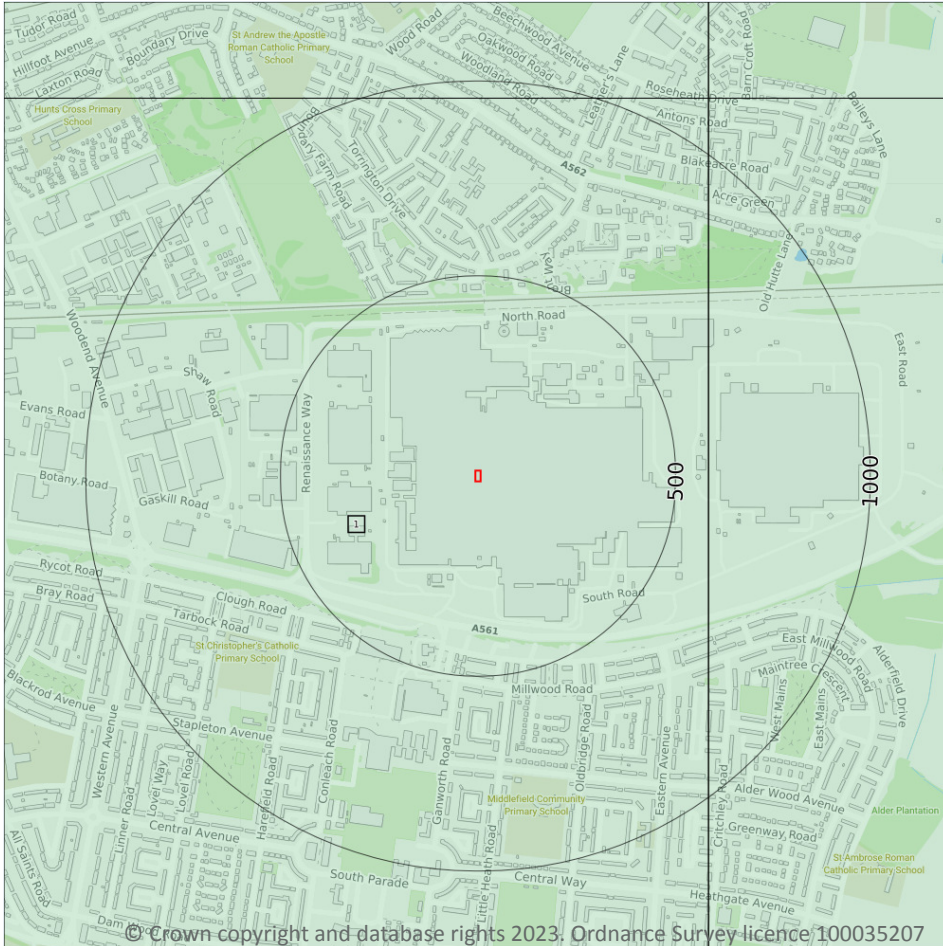 Tudor Road
Hillfoot Avenue
Laxton Road
Boundary Drive
St Andrew the Apostle
Roman Catholic Primary
School
Wood Road
Beechwood Avenue
Oakwood Road
Woodland Road
Heather's Lane
Barn Croft Road
Roseheath Drive
Antons Road
Baileys Lane
Hunts Cross Primary
School
Torrington Drive
A562
Blakeacre Road
Acre Green
Old Hutte Lane
North Road
Woodend Avenue
East Road
Shaw Road
Evans Road
Renaissance Way
Botany Road
Gaskill Road
500
1000
1
Rycot Road
Bray Road
Clough Road
Tarbock Road
South Road
A561
St Christopher's Catholic
Primary School
East Millwood Road
Maintree Crescent
Alderfield Drive
Millwood Road
Blackrod Avenue
Western Avenue
Stapleton Avenue
West Mains
East Mains
Oldbridge Road
Conleach Road
Lovel Way
Lovel Road
Harefield Road
Ganworth Road
Eastern Avenue
Critchley Road
Middlefield Community
Primary School
Alder Wood Avenue
Alder Plantation
Linner Road
Central Avenue
Greenway Road
All Saints Road
St Ambrose Roman
Catholic Primary School
South Parade
Little Heath Road
Central Way
Heathgate Avenue
© Crown copyright and database rights 2023. Ordnance Survey licence 100035207